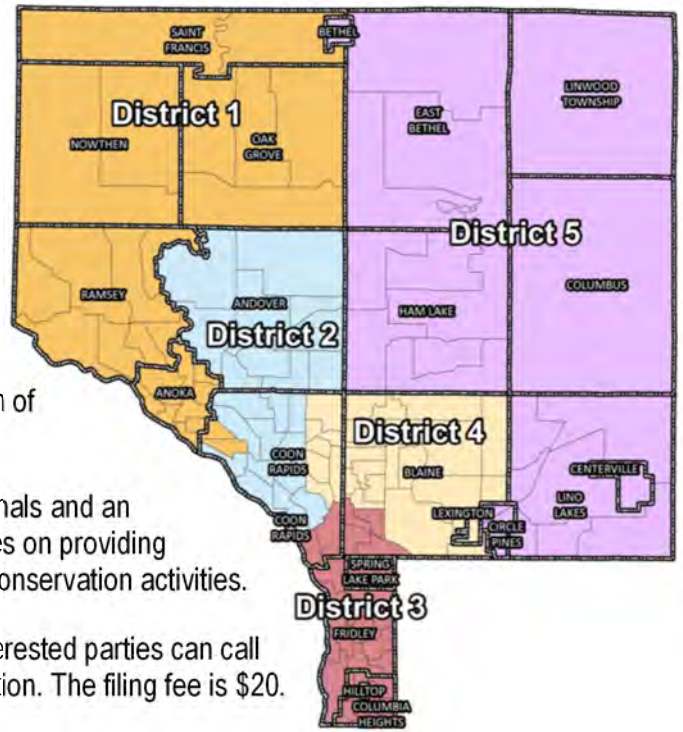 SAINT
FRANCIS
BETHEL
LINWOOD
TOWNSHIP
District 1
EAST
BETHEL
NOWTHEN
OAK
GROVE
District 5
RAMSEY
ANDOVER
HAM LAKE
COLUMBUS
District 2
ANOKA
n of
District 4
COON
RAPIDS
BLAINE
CENTERVILLE
LINO
LAKES
nals and an
LEXINGTON
CIRCLE
PINES
COON
RAPIDS
es on providing
SPRING
LAKE PARK
conservation activities.
District 3
erested parties can call
FRIDLEY
tion. The filing fee is $20.
HILLTOP
COLUMBIA
HEIGHTS